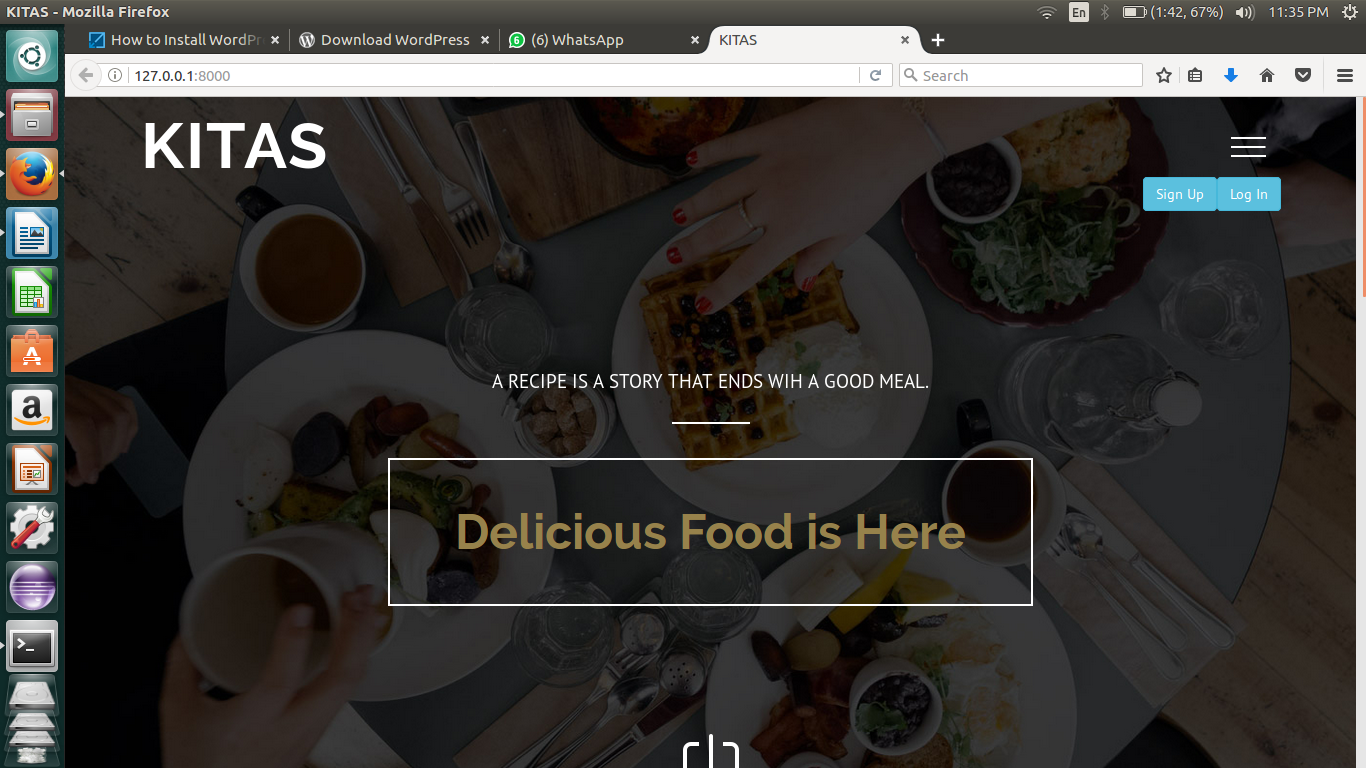 KITAS - Mozilla Firefox
En
(1:42, 67%)
11:35 PM
How to Install WordPr
Download WordPress
6
(6) WhatsApp
KITAS
127.0.0.1:8000
Search
KITAS
Sign Up
Log In
A RECIPE IS A STORY THAT ENDS WIH A GOOD MEAL.
Delicious Food is Here